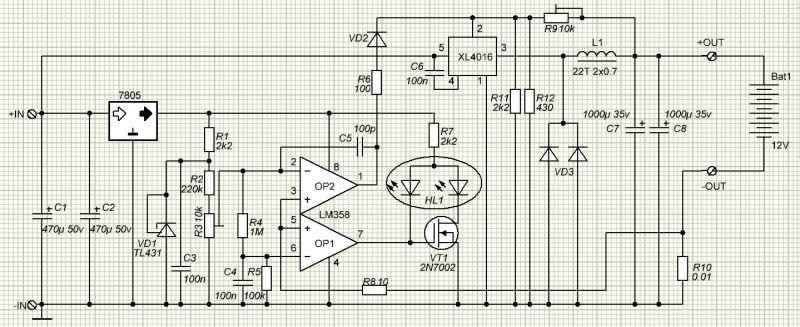 VD2
R6
100
5
2
XL4016
3
1
4
C6
100n
R9 10k
L1
22T 2x0.7
+OUT
Bat1
12V
-OUT
7805
+IN
R1
2k2
C5
100p
R7
2k2
R11
2k2
R12
430
1000µ 35v
C7
1000µ 35v
C8
VD3
R2
220k
R3 10k
2
3
8
1
OP2
LM358
5
6
OP1
7
4
HL1
VT1
2N7002
C1
470µ 50v
C2
470µ 50v
VD1
TL431
C3
100n
R4
1M
C4
100n
R5
100k
R8 10
R10
0.01
-IN